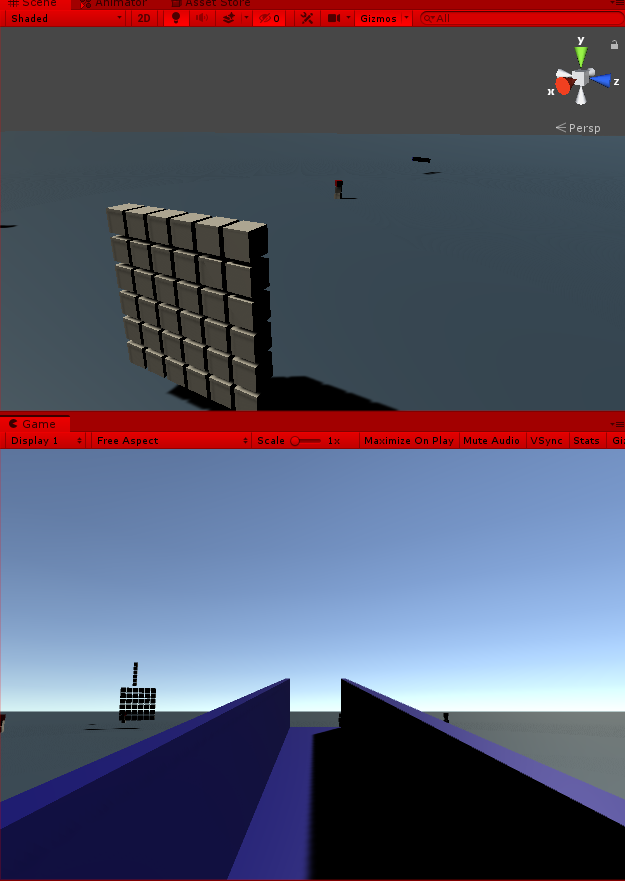 Scene Animator Asset Store
Shaded 2D 0 Gizmos All
y
x z
Persp
Game
Display 1 Free Aspect Scale 1x Maximize On Play Mute Audio VSync Stats